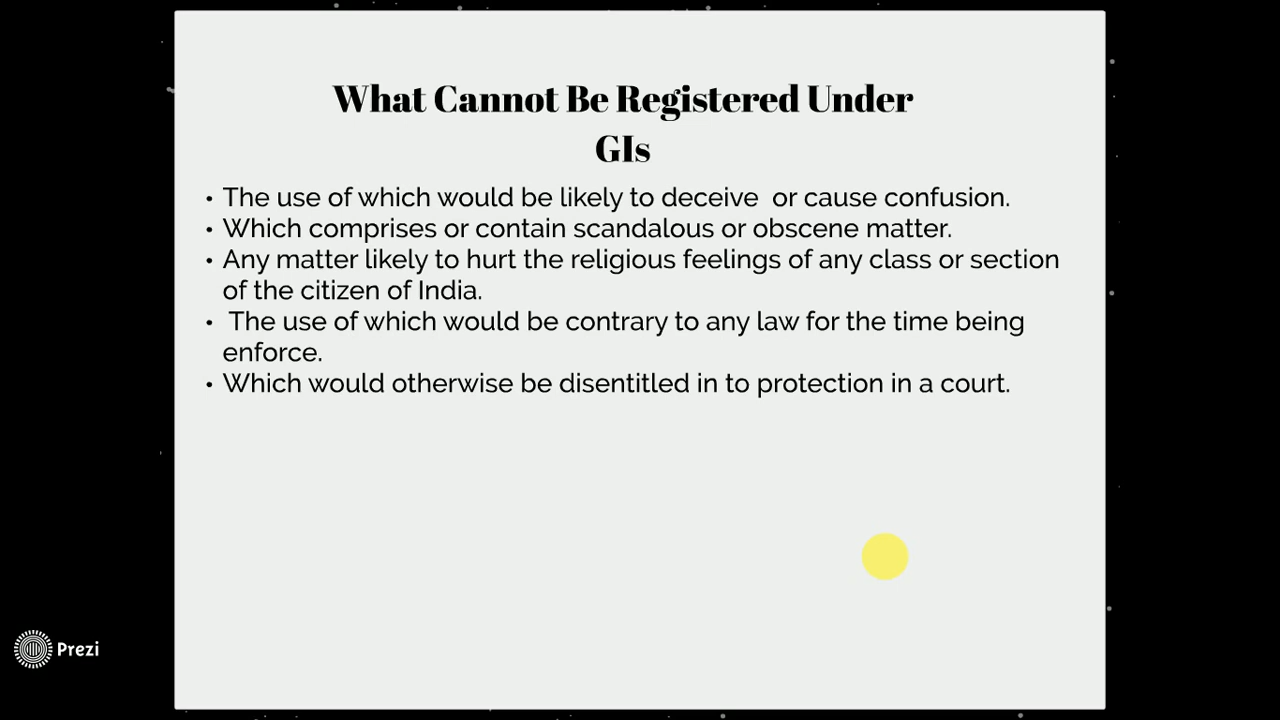 What Cannot Be Registered Under
GIs
• The use of which would be likely to deceive  or cause confusion.
• Which comprises or contain scandalous or obscene matter.
• Any matter likely to hurt the religious feelings of any class or section
of the citizen of India.
•  The use of which would be contrary to any law for the time being
enforce.
• Which would otherwise be disentitled in to protection in a court.
Prezi